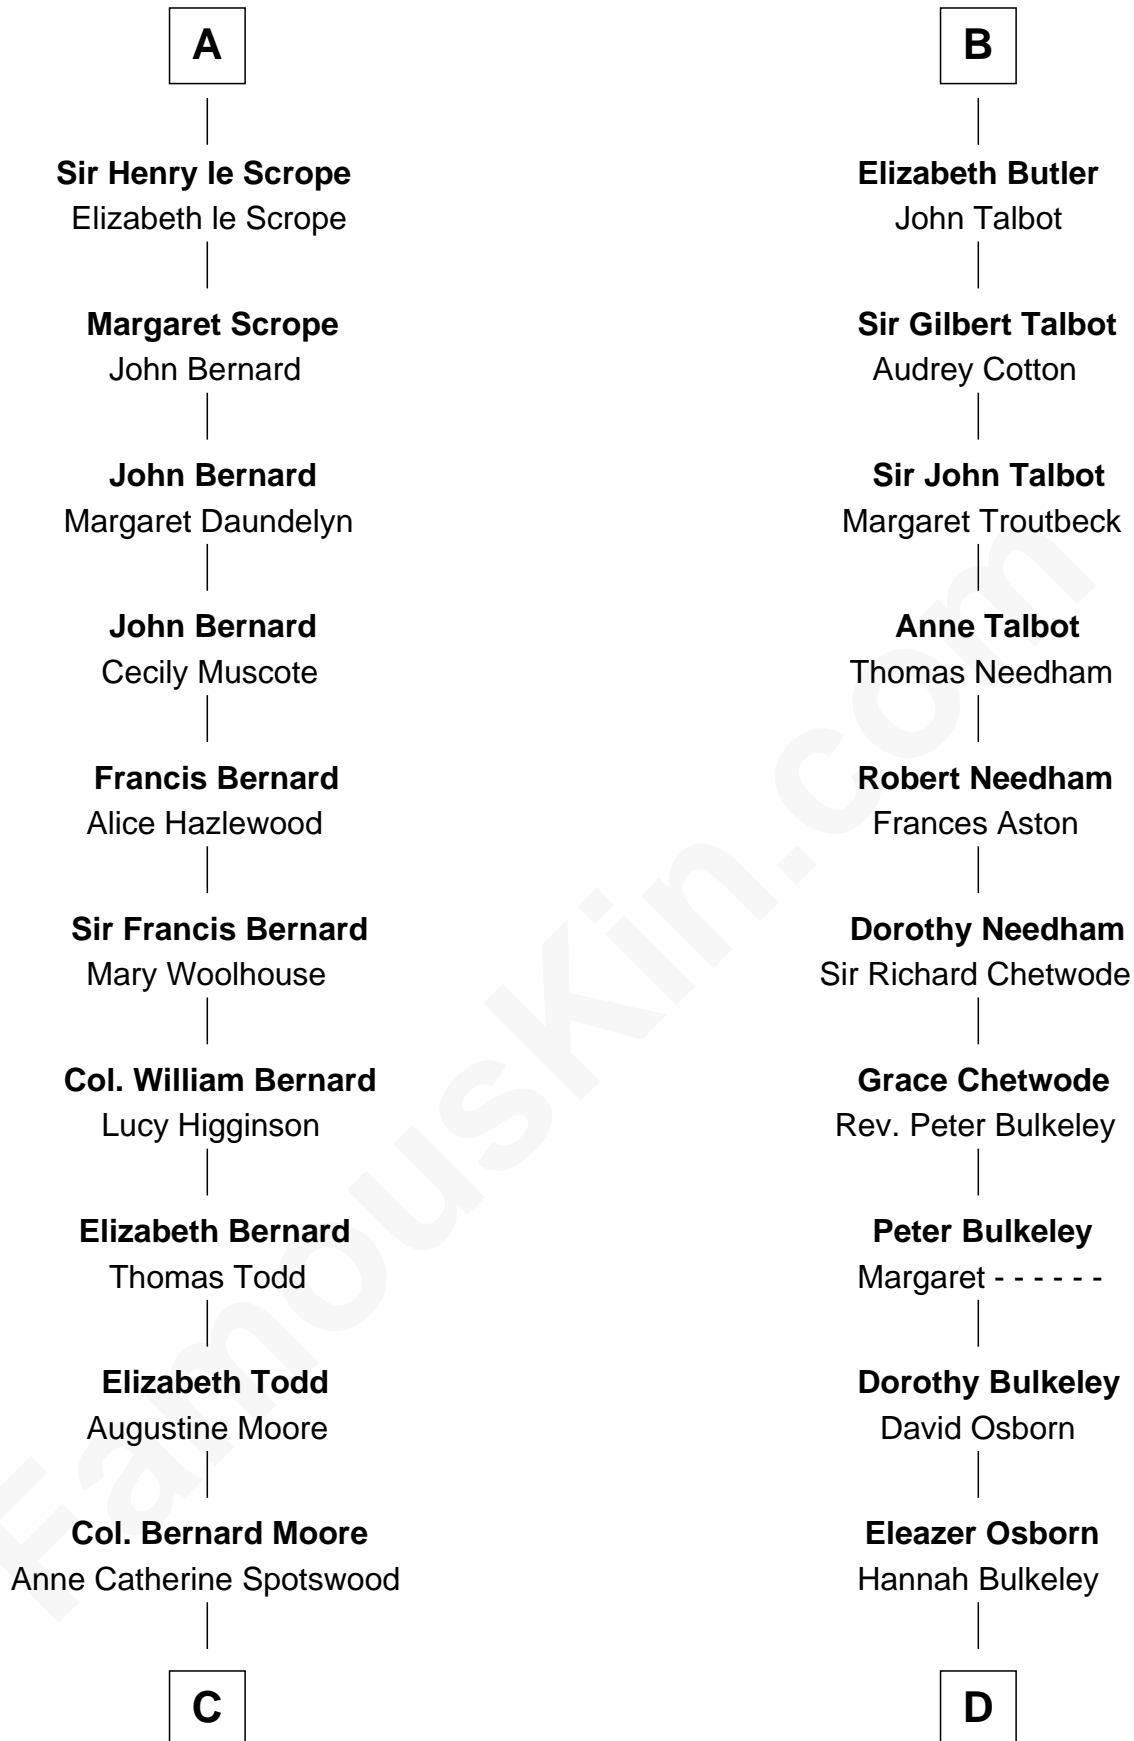 A
Sir Henry le Scrope
Elizabeth le Scrope
Margaret Scrope
John Bernard
John Bernard
Margaret Daundelyn
John Bernard
Cecily Muscote
Francis Bernard
Alice Hazlewood
Sir Francis Bernard
Mary Woolhouse
Col. William Bernard
Lucy Higginson
Elizabeth Bernard
Thomas Todd
Elizabeth Todd
Augustine Moore
Col. Bernard Moore
Anne Catherine Spotswood
C
B
Elizabeth Butler
John Talbot
Sir Gilbert Talbot
Audrey Cotton
Sir John Talbot
Margaret Troutbeck
Anne Talbot
Thomas Needham
Robert Needham
Frances Aston
Dorothy Needham
Sir Richard Chetwode
Grace Chetwode
Rev. Peter Bulkeley
Peter Bulkeley
Margaret - - - - - -
Dorothy Bulkeley
David Osborn
Eleazer Osborn
Hannah Bulkeley
D
FamousKin.com